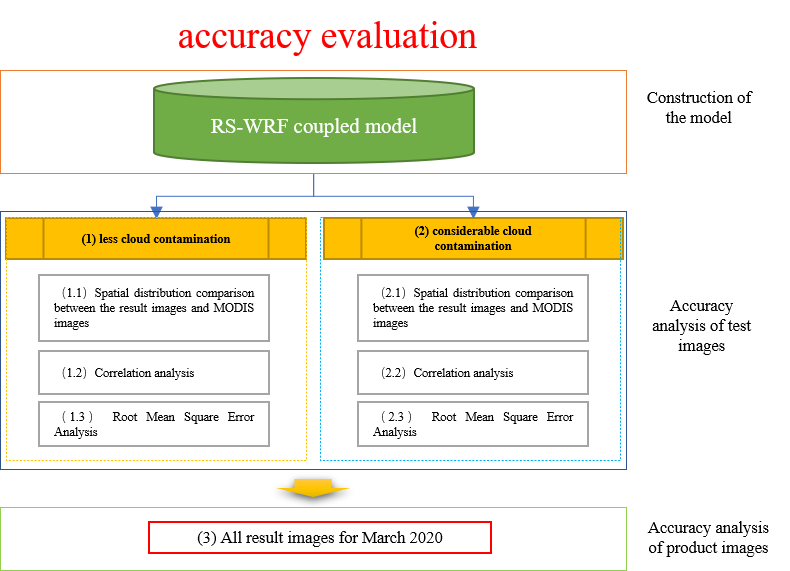 accuracy evaluation
RS-WRF coupled model
Construction of
the model
(1) less cloud contamination
(2) considerable cloud
contamination
（1.1）Spatial distribution comparison
between the result images and MODIS
images
（1.2）Correlation analysis
（1.3） Root Mean Square Error
Analysis
（2.1）Spatial distribution comparison
between the result images and MODIS
images
（2.2）Correlation analysis
（2.3） Root Mean Square Error
Analysis
Accuracy
analysis of test
images
(3) All result images for March 2020
Accuracy analysis
of product images